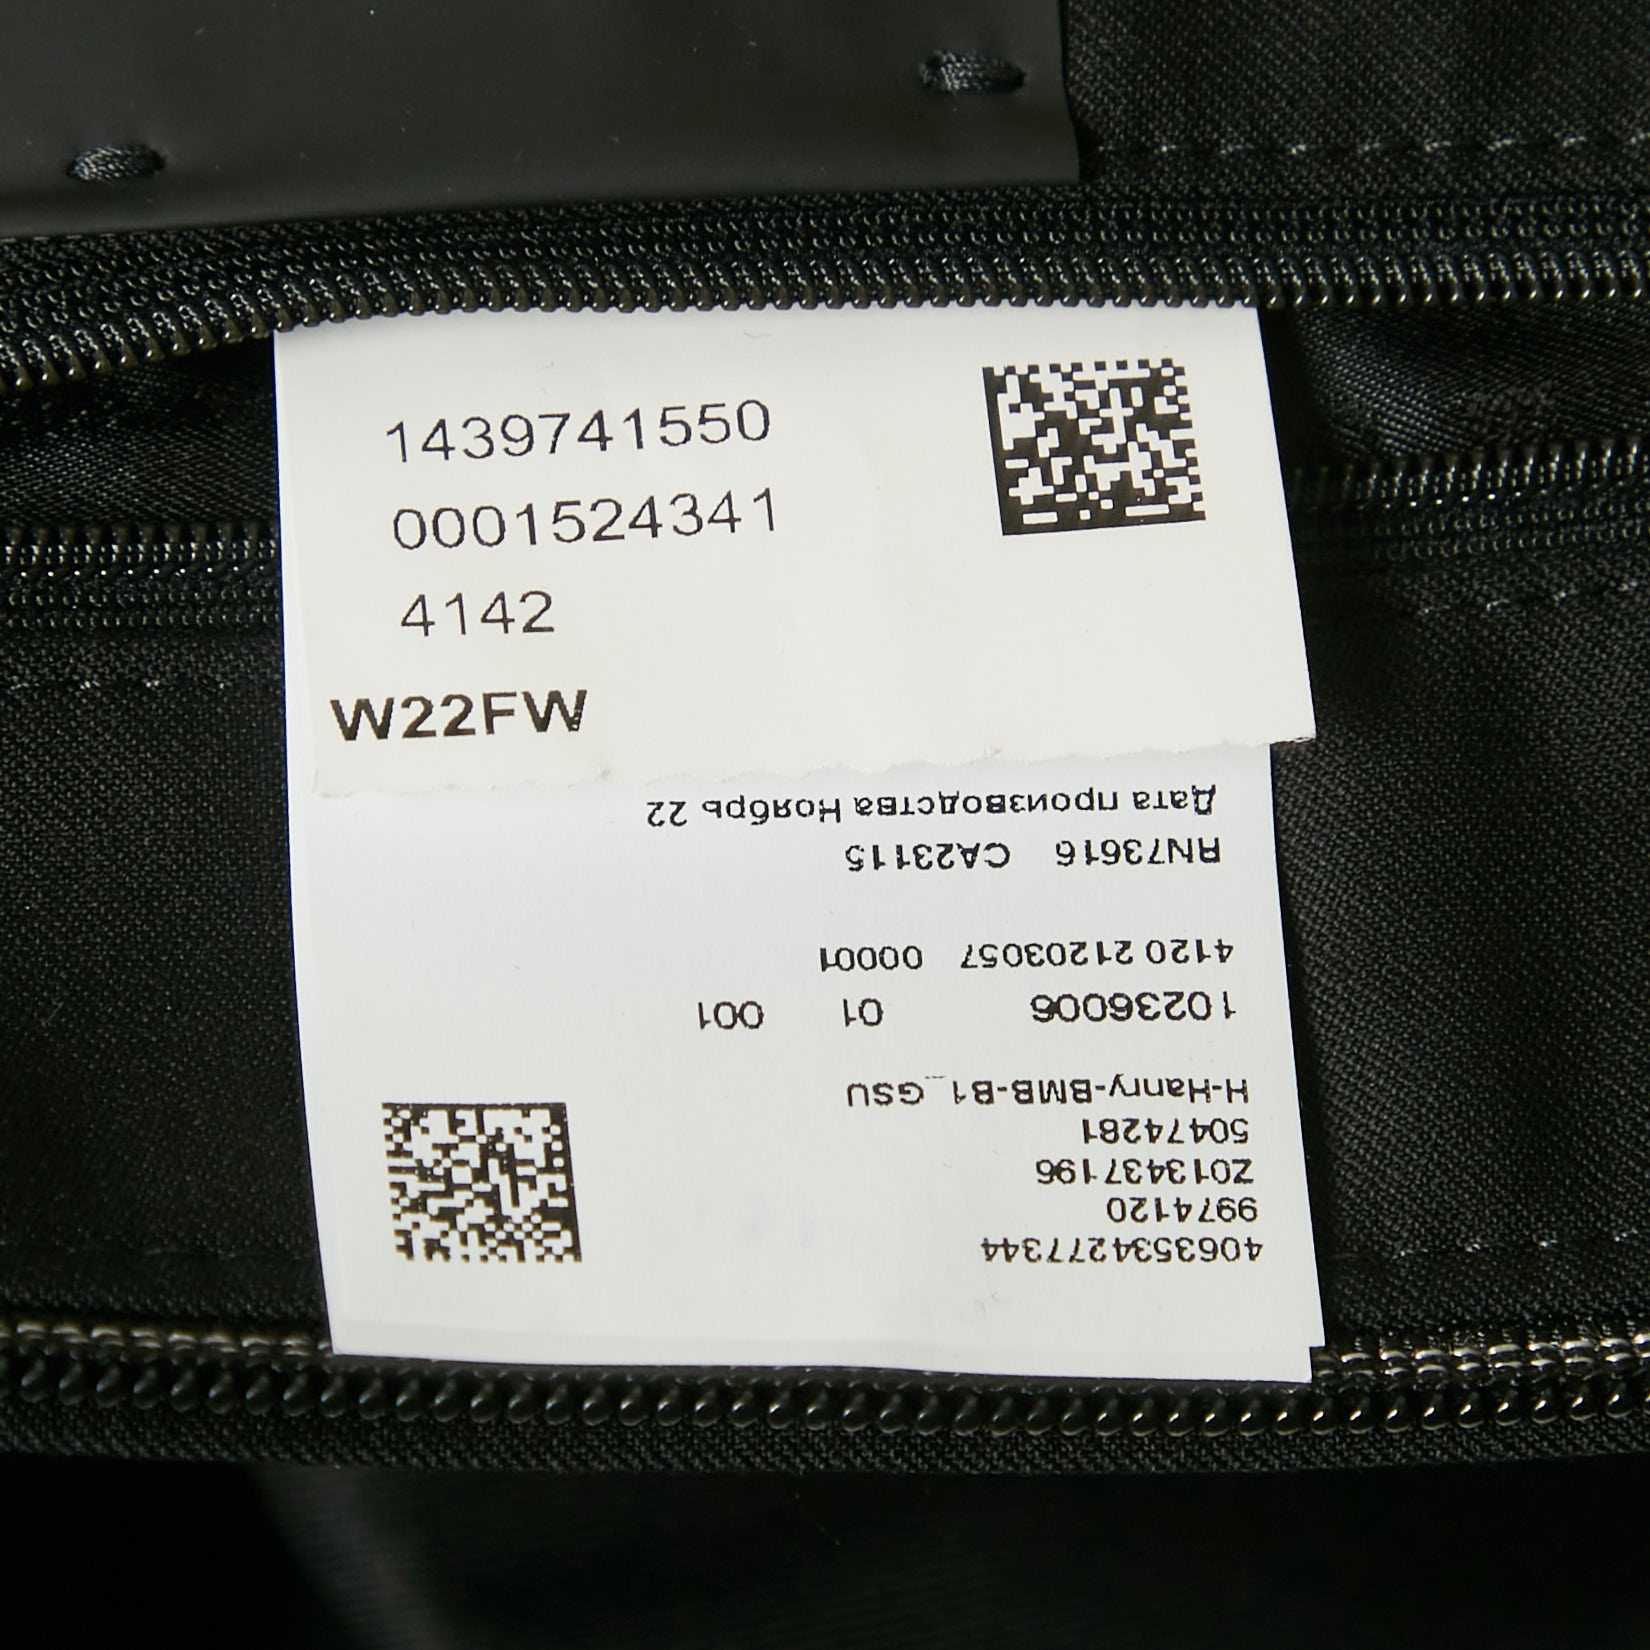 1439741550
0001524341
4142
W22FW
4063534277344
9974120
Z013437196
50474281
H-Hanry-BMB-B1_GSU
10236006 01 001
4120 21203057 00001
RN73616 CA23115
Дата производства Ноябрь 22